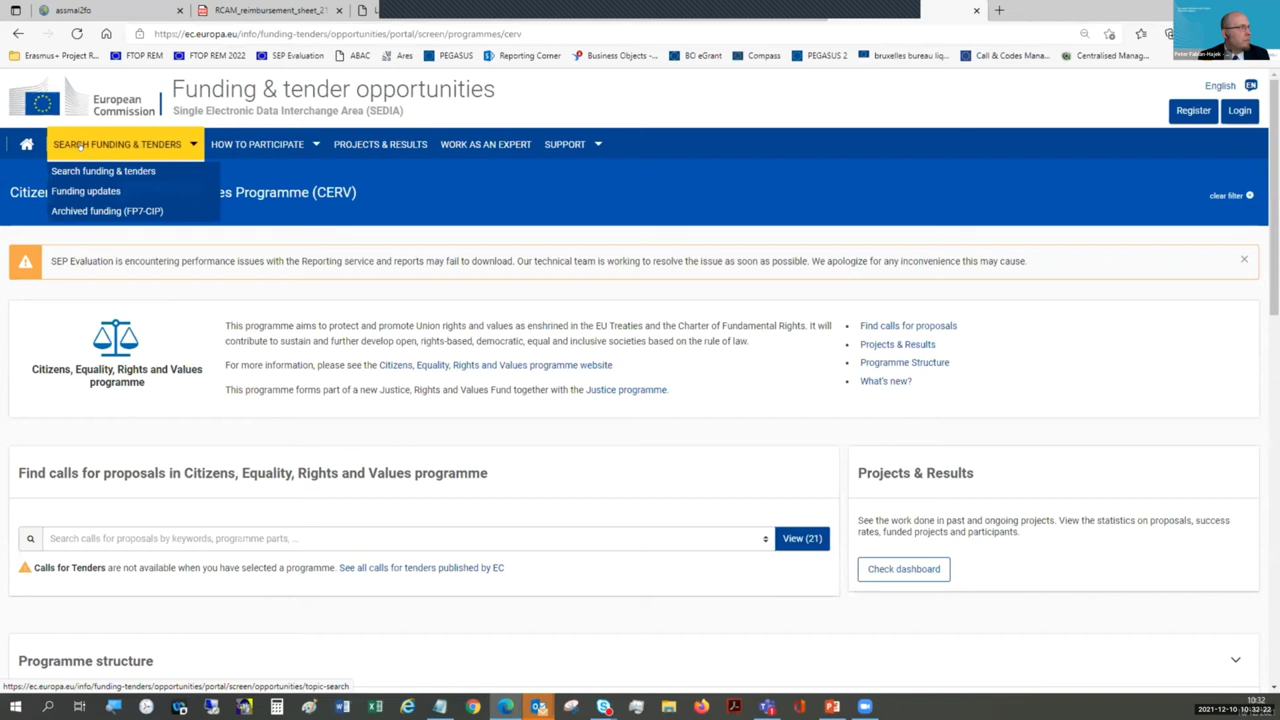 assmal2fo
RCAM_reimbursement_sheet_21
https://ec.europa.eu/info/funding-tenders/opportunities/portal/screen/programmes/cerv
Erasmus+ Project R... FTOP REM FTOP REM 2022 SEP Evaluation ABAC Ares PEGASUS Reporting Corner Business Objects -... BO eGrant Compass PEGASUS 2 bruxelles bureau liq... Call & Codes Mana... Centralised Manag...
Peter Fabian-Hajek -
European Commission
Funding & tender opportunities
Single Electronic Data Interchange Area (SEDIA)
English EN
Register Login
SEARCH FUNDING & TENDERS HOW TO PARTICIPATE PROJECTS & RESULTS WORK AS AN EXPERT SUPPORT
Search funding & tenders
Funding updates
Archived funding (FP7-CIP)
Citize es Programme (CERV)
clear filter
SEP Evaluation is encountering performance issues with the Reporting service and reports may fail to download. Our technical team is working to resolve the issue as soon as possible. We apologize for any inconvenience this may cause.
Citizens, Equality, Rights and Values programme
This programme aims to protect and promote Union rights and values as enshrined in the EU Treaties and the Charter of Fundamental Rights. It will
contribute to sustain and further develop open, rights-based, democratic, equal and inclusive societies based on the rule of law.
For more information, please see the Citizens, Equality, Rights and Values programme website
This programme forms part of a new Justice, Rights and Values Fund together with the Justice programme.
Find calls for proposals
Projects & Results
Programme Structure
What's new?
Find calls for proposals in Citizens, Equality, Rights and Values programme
Search calls for proposals by keywords, programme parts, ...
View (21)
Calls for Tenders are not available when you have selected a programme. See all calls for tenders published by EC
Projects & Results
See the work done in past and ongoing projects. View the statistics on proposals, success
rates, funded projects and participants.
Check dashboard
Programme structure
https://ec.europa.eu/info/funding-tenders/opportunities/portal/screen/opportunities/topic-search
10:32
2021-12-10 10:32:22